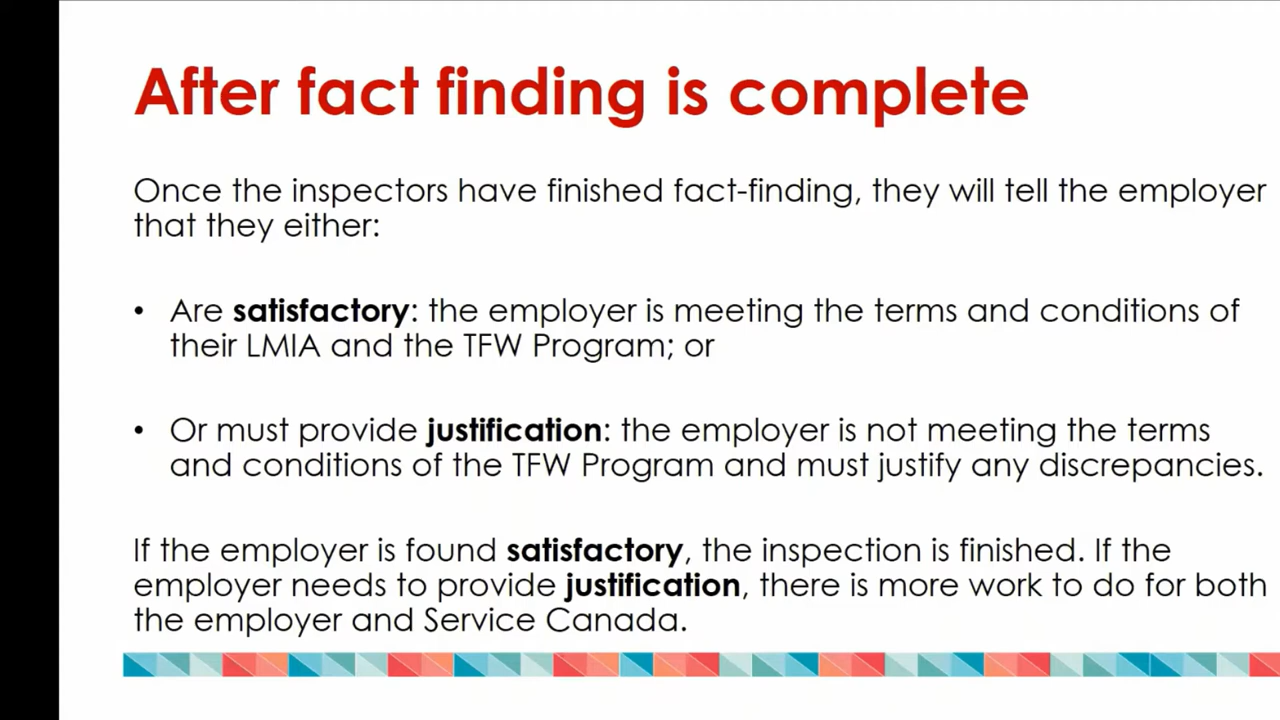 After fact finding is complete
Once the inspectors have finished fact-finding, they will tell the employer
that they either:
• Are satisfactory: the employer is meeting the terms and conditions of
their LMIA and the TFW Program; or
• Or must provide justification: the employer is not meeting the terms
and conditions of the TFW Program and must justify any discrepancies.
If the employer is found satisfactory, the inspection is finished. If the
employer needs to provide justification, there is more work to do for both
the employer and Service Canada.